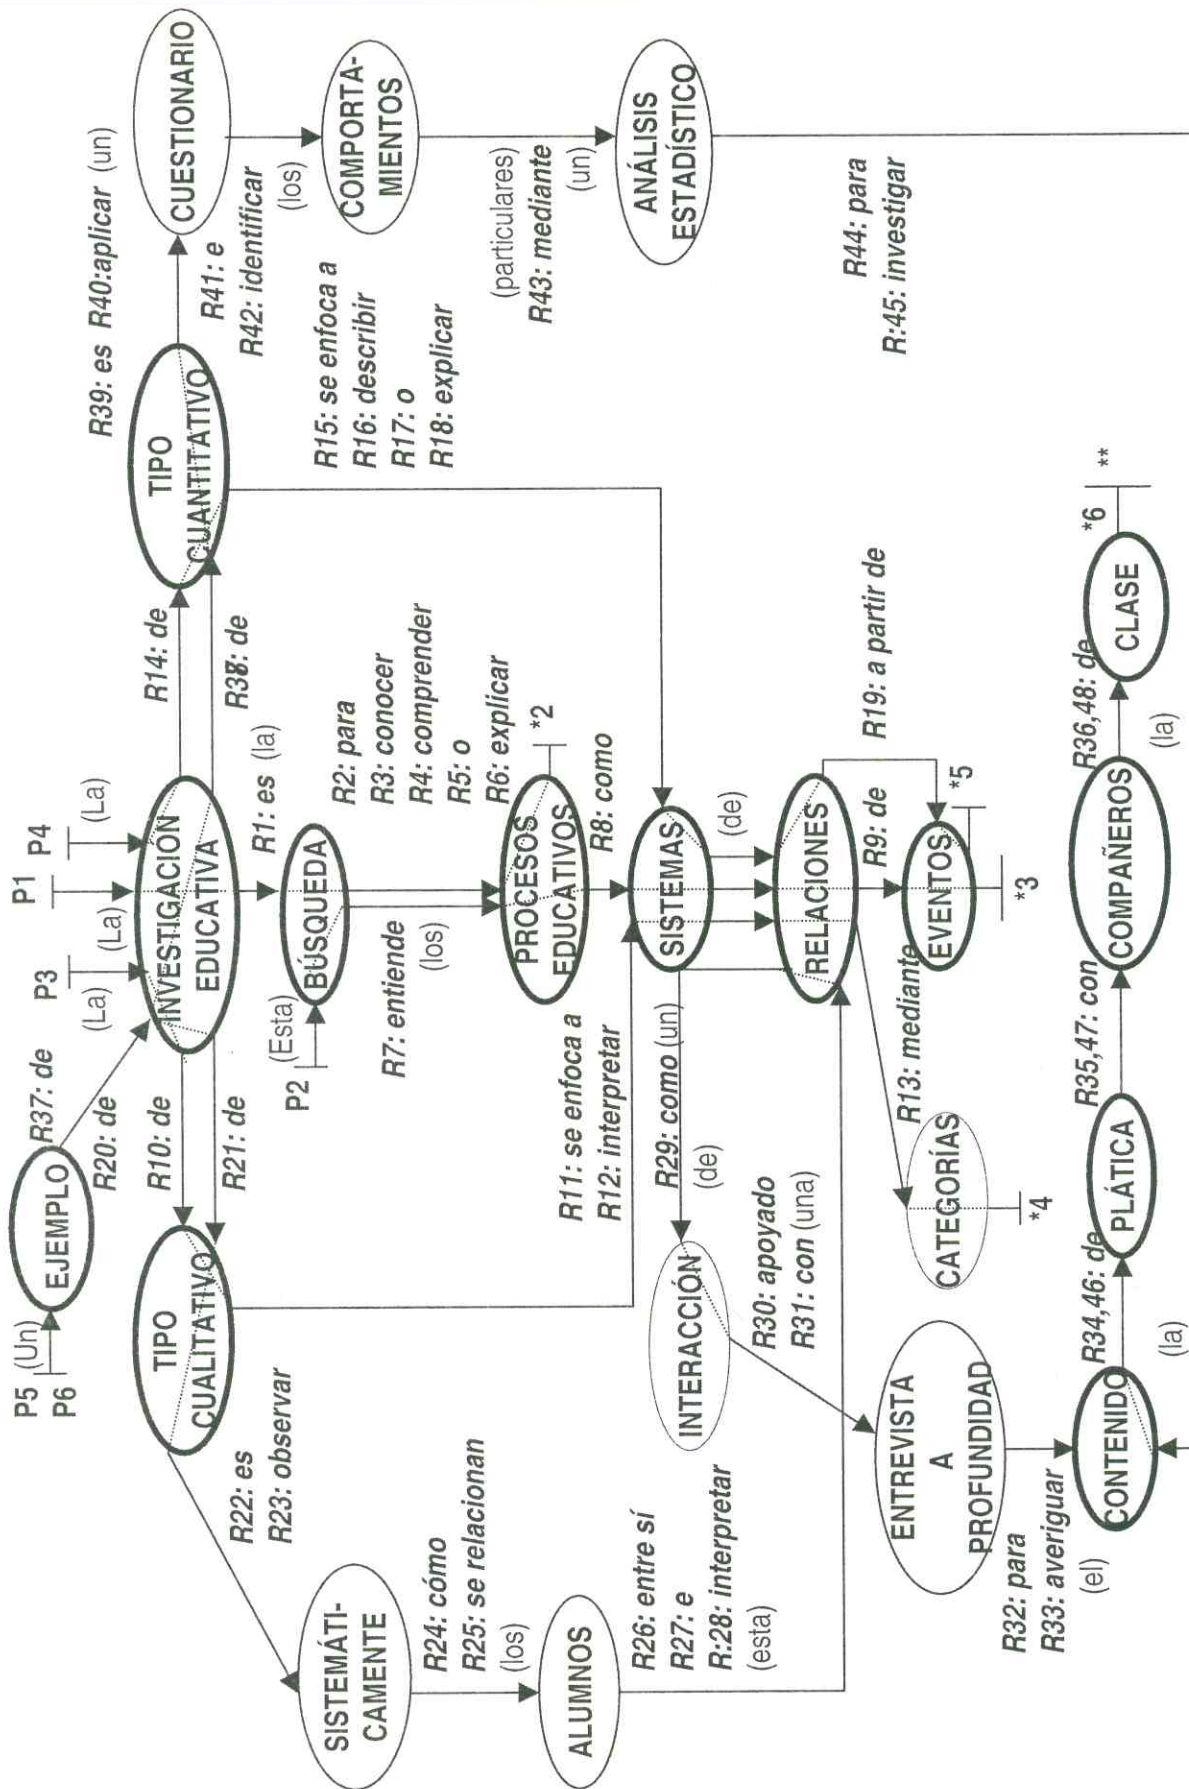 P5 (Un)
P6
EJEMPLO
R37: de
R20: de
P3
(La)
P1
(La)
P4
(La)
INVESTIGACIÓN
EDUCATIVA
R10: de
R21: de
R14: de
R38: de
TIPO
CUALITATIVO
TIPO
CUANTITATIVO
R39: es R40:aplicar (un)
CUESTIONARIO
R41: e
R42: identificar
(los)
COMPORTA-
MIENTOS
(particulares)
R43: mediante
(un)
ANÁLISIS
ESTADÍSTICO
R44: para
R:45: investigar
R1: es (la)
P2
(Esta)
BÚSQUEDA
R2: para
R3: conocer
R4: comprender
R5: o
R6: explicar
R7: entiende
(los)
PROCESOS
EDUCATIVOS
*2
R8: como
R15: se enfoca a
R16: describir
R17: o
R18: explicar
R11: se enfoca a
R12: interpretar
SISTEMAS
(de)
RELACIONES
R9: de
R19: a partir de
EVENTOS
*5
*3
R13: mediante
CATEGORÍAS
*4
R22: es
R23: observar
SISTEMÁTI-
CAMENTE
R24: cómo
R25: se relacionan
(los)
ALUMNOS
R26: entre sí
R27: e
R:28: interpretar
(esta)
R29: como (un)
(de)
INTERACCIÓN
R30: apoyado
R31: con (una)
ENTREVISTA
A
PROFUNDIDAD
R32: para
R33: averiguar
(el)
CONTENIDO
R34,46: de
(la)
PLÁTICA
R35,47: con
COMPAÑEROS
R36,48: de
(la)
CLASE
*6
**